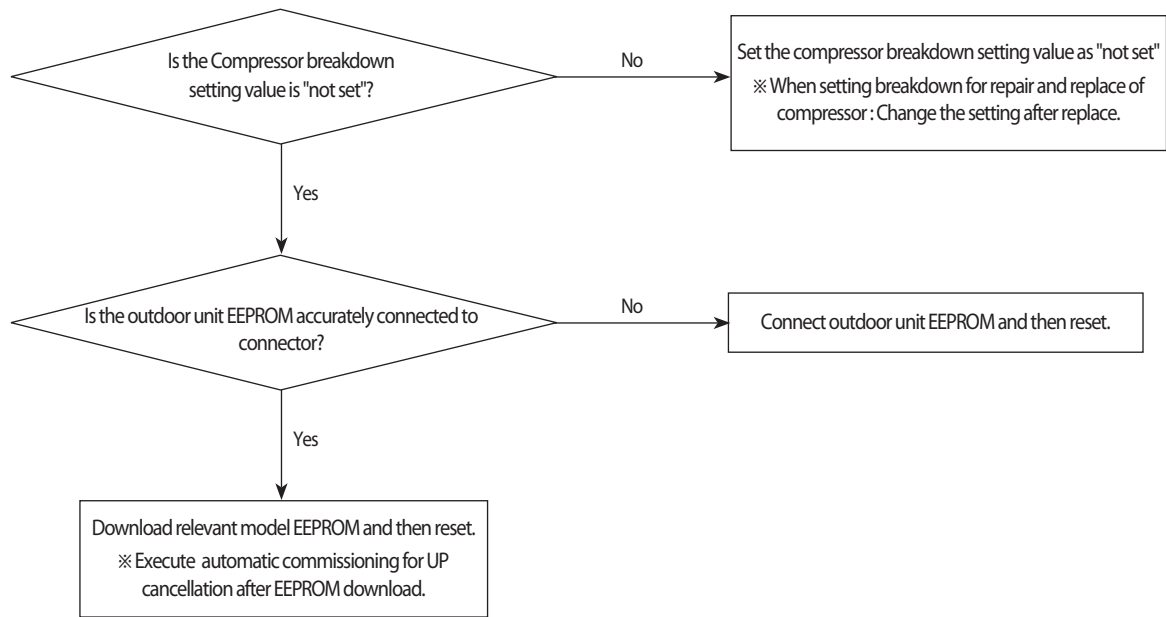 Is the Compressor breakdown
setting value is "not set"?
No
Set the compressor breakdown setting value as "not set"
※ When setting breakdown for repair and replace of
compressor : Change the setting after replace.
Yes
Is the outdoor unit EEPROM accurately connected to
connector?
No
Connect outdoor unit EEPROM and then reset.
Yes
Download relevant model EEPROM and then reset.
※ Execute automatic commissioning for UP
cancellation after EEPROM download.